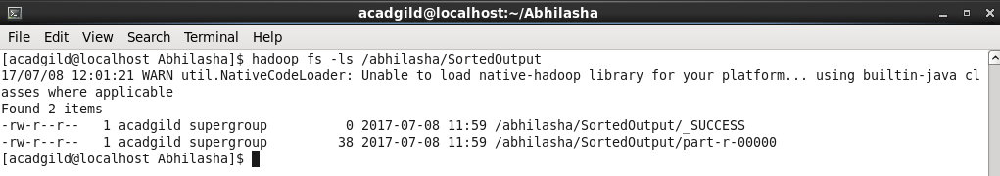 acadgild@localhost:~/Abhilasha
File Edit View Search Terminal Help
[acadgild@localhost Abhilasha]$ hadoop fs -ls /abhilasha/SortedOutput
17/07/08 12:01:21 WARN util.NativeCodeLoader: Unable to load native-hadoop library for your platform... using builtin-java cl
asses where applicable
Found 2 items
-rw-r--r--   1 acadgild supergroup          0 2017-07-08 11:59 /abhilasha/SortedOutput/_SUCCESS
-rw-r--r--   1 acadgild supergroup         38 2017-07-08 11:59 /abhilasha/SortedOutput/part-r-00000
[acadgild@localhost Abhilasha]$